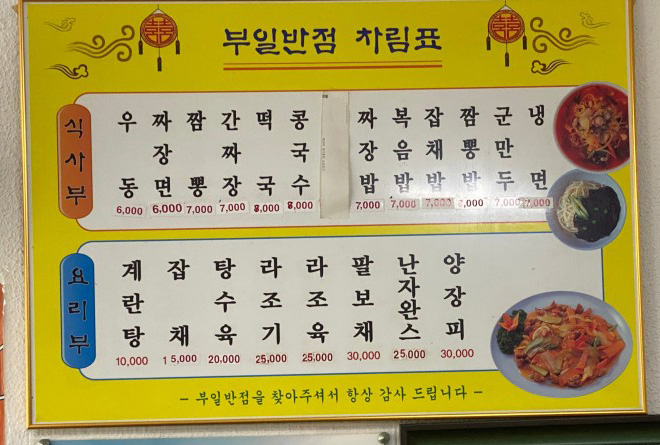 부일반점 차림표
식사부
우동
6,000
짜장면
6,000
짬뽕
7,000
간짜장
7,000
떡국
8,000
콩국수
8,000
짜장밥
7,000
복음밥
7,000
잡채밥
7,000
짬뽕밥
군만두
7,000
냉면
7,000
요리부
계란탕
10,000
잡채
15,000
탕수육
20,000
라조기
25,000
라조육
25,000
팔보채
30,000
난자완스
25,000
양장피
30,000
- 부일반점을 찾아주셔서 항상 감사 드립니다 -